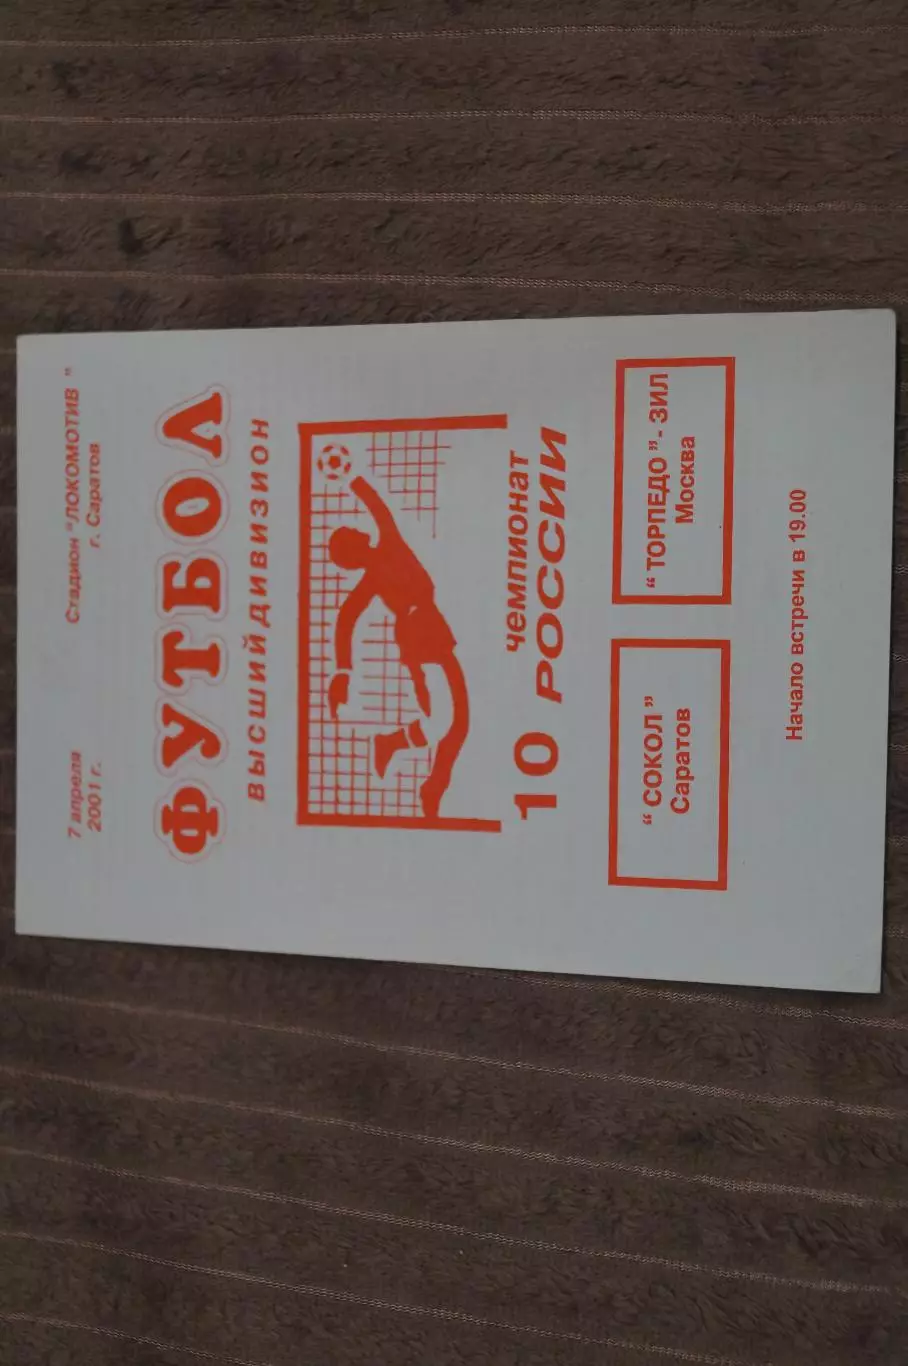 7 апреля
2001 г.
Стадион "ЛОКОМОТИВ "
г. Саратов
ФУТБОЛ
ВЫСШИЙ ДИВИЗИОН
10 чемпионат
РОССИИ
“ СОКОЛ ”
Саратов
“ ТОРПЕДО ” - ЗИЛ
Москва
Начало встречи в 19.00